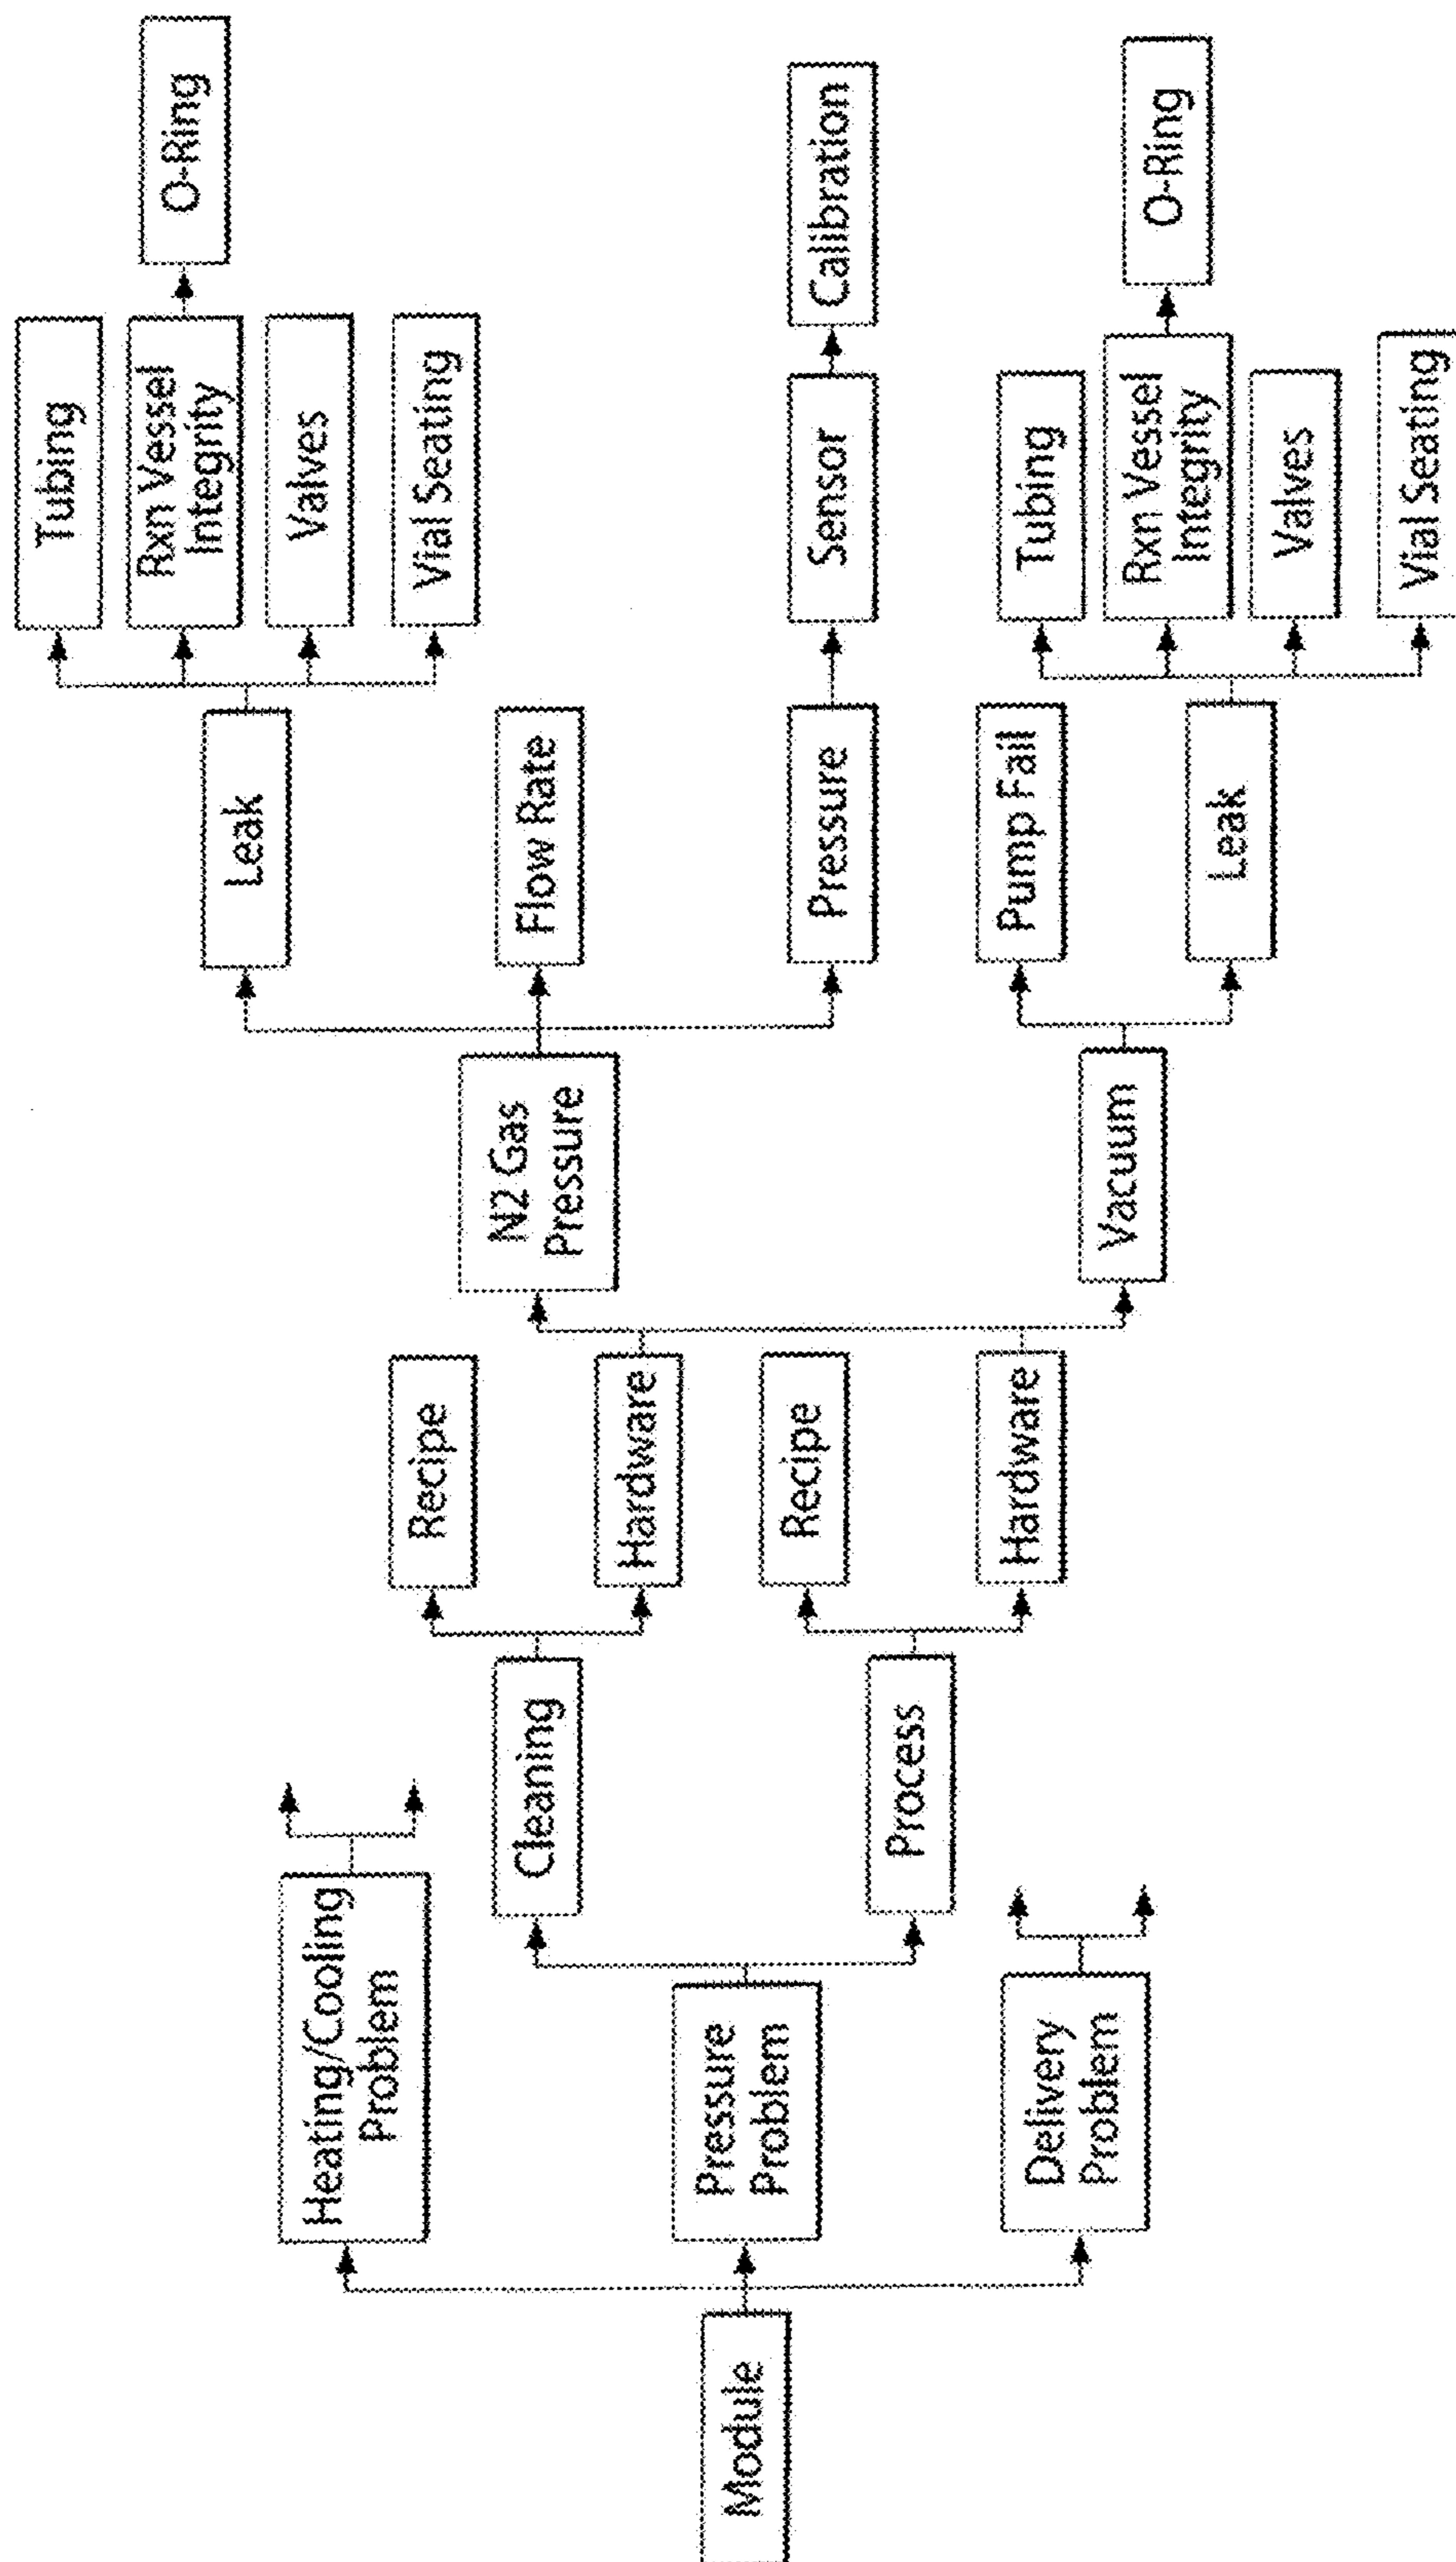 Module
Heating/Cooling
Problem
Pressure
Problem
Delivery
Problem
Cleaning
Process
Recipe
Hardware
Recipe
Hardware
N2 Gas
Pressure
Vacuum
Leak
Flow Rate
Pressure
Pump Fail
Leak
Tubing
Rxn Vessel
Integrity
Valves
Vial Seating
Sensor
Tubing
Rxn Vessel
Integrity
Valves
Vial Seating
O-Ring
Calibration
O-Ring